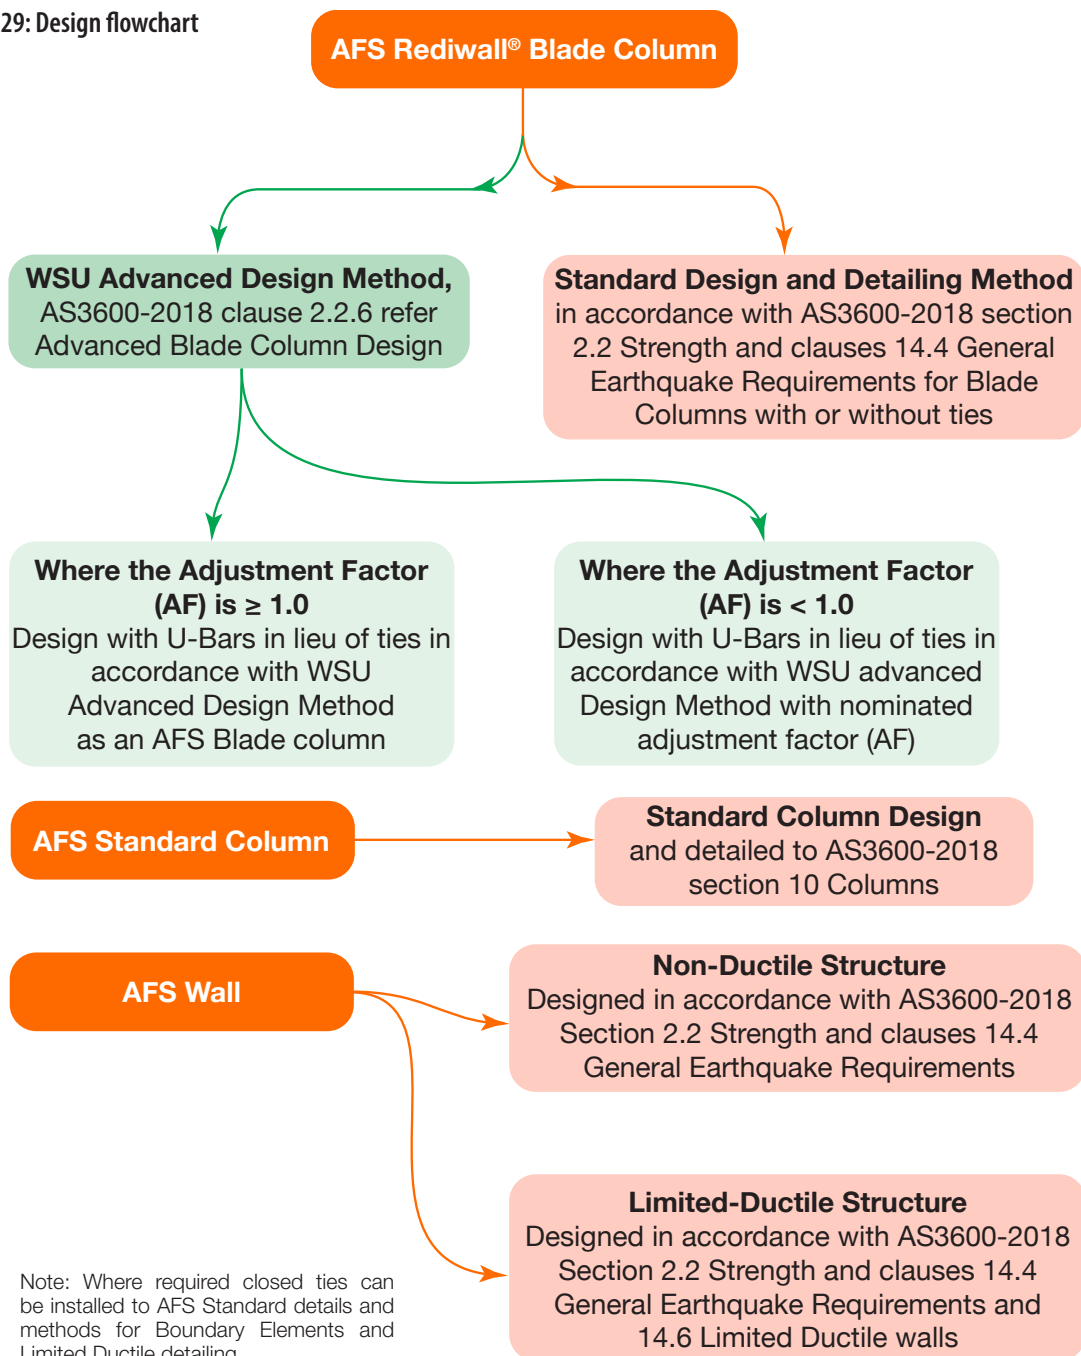 29: Design flowchart
AFS Rediwall® Blade Column
WSU Advanced Design Method,
AS3600-2018 clause 2.2.6 refer
Advanced Blade Column Design
Standard Design and Detailing Method
in accordance with AS3600-2018 section
2.2 Strength and clauses 14.4 General
Earthquake Requirements for Blade
Columns with or without ties
Where the Adjustment Factor
(AF) is ≥ 1.0
Design with U-Bars in lieu of ties in
accordance with WSU
Advanced Design Method
as an AFS Blade column
Where the Adjustment Factor
(AF) is < 1.0
Design with U-Bars in lieu of ties in
accordance with WSU advanced
Design Method with nominated
adjustment factor (AF)
AFS Standard Column
Standard Column Design
and detailed to AS3600-2018
section 10 Columns
AFS Wall
Non-Ductile Structure
Designed in accordance with AS3600-2018
Section 2.2 Strength and clauses 14.4
General Earthquake Requirements
Limited-Ductile Structure
Designed in accordance with AS3600-2018
Section 2.2 Strength and clauses 14.4
General Earthquake Requirements and
14.6 Limited Ductile walls
Note: Where required closed ties can
be installed to AFS Standard details and
methods for Boundary Elements and
Limited Ductile detailing